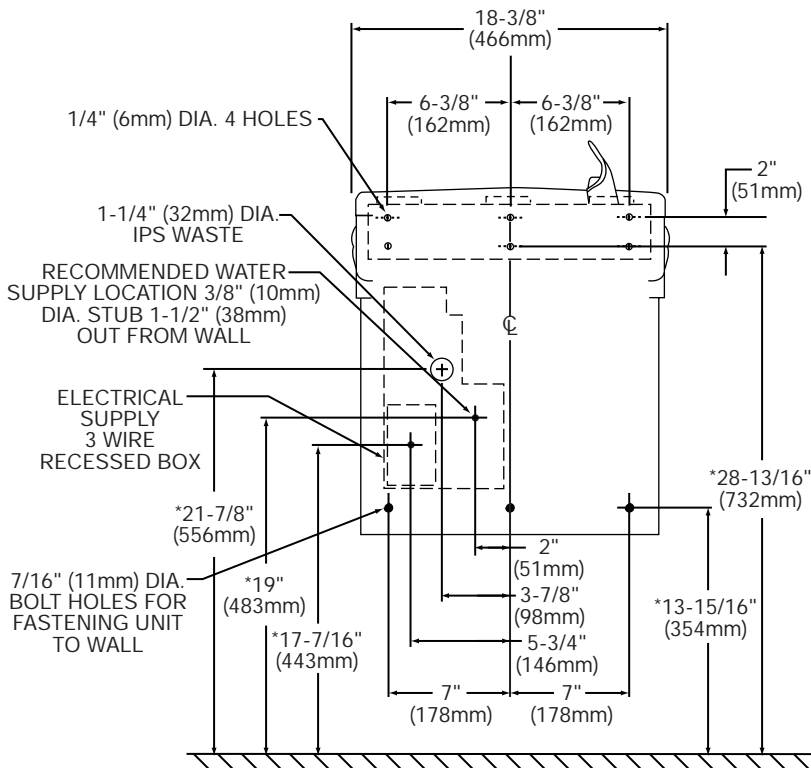 18-3/8"
(466mm)
6-3/8"
(162mm)
6-3/8"
(162mm)
1/4" (6mm) DIA. 4 HOLES
2"
(51mm)
1-1/4" (32mm) DIA.
IPS WASTE
RECOMMENDED WATER
SUPPLY LOCATION 3/8" (10mm)
DIA. STUB 1-1/2" (38mm)
OUT FROM WALL
℄
ELECTRICAL
SUPPLY
3 WIRE
RECESSED BOX
*28-13/16"
(732mm)
*21-7/8"
(556mm)
2"
(51mm)
7/16" (11mm) DIA.
BOLT HOLES FOR
FASTENING UNIT
TO WALL
*19"
(483mm)
3-7/8"
(98mm)
*13-15/16"
(354mm)
*17-7/16"
(443mm)
5-3/4"
(146mm)
7"
(178mm)
7"
(178mm)